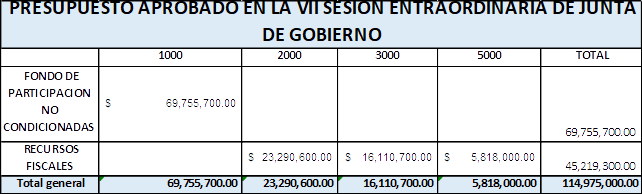 PRESUPUESTO APROBADO EN LA VII SESION ENTRAORDINARIA DE JUNTA
DE GOBIERNO
1000 2000 3000 5000 TOTAL
FONDO DE
PARTICIPACION
NO
CONDICIONADAS
$ 69,755,700.00
69,755,700.00
RECURSOS
FISCALES
$ 23,290,600.00 $ 16,110,700.00 $ 5,818,000.00 45,219,300.00
Total general 69,755,700.00 23,290,600.00 16,110,700.00 5,818,000.00 114,975,000.00